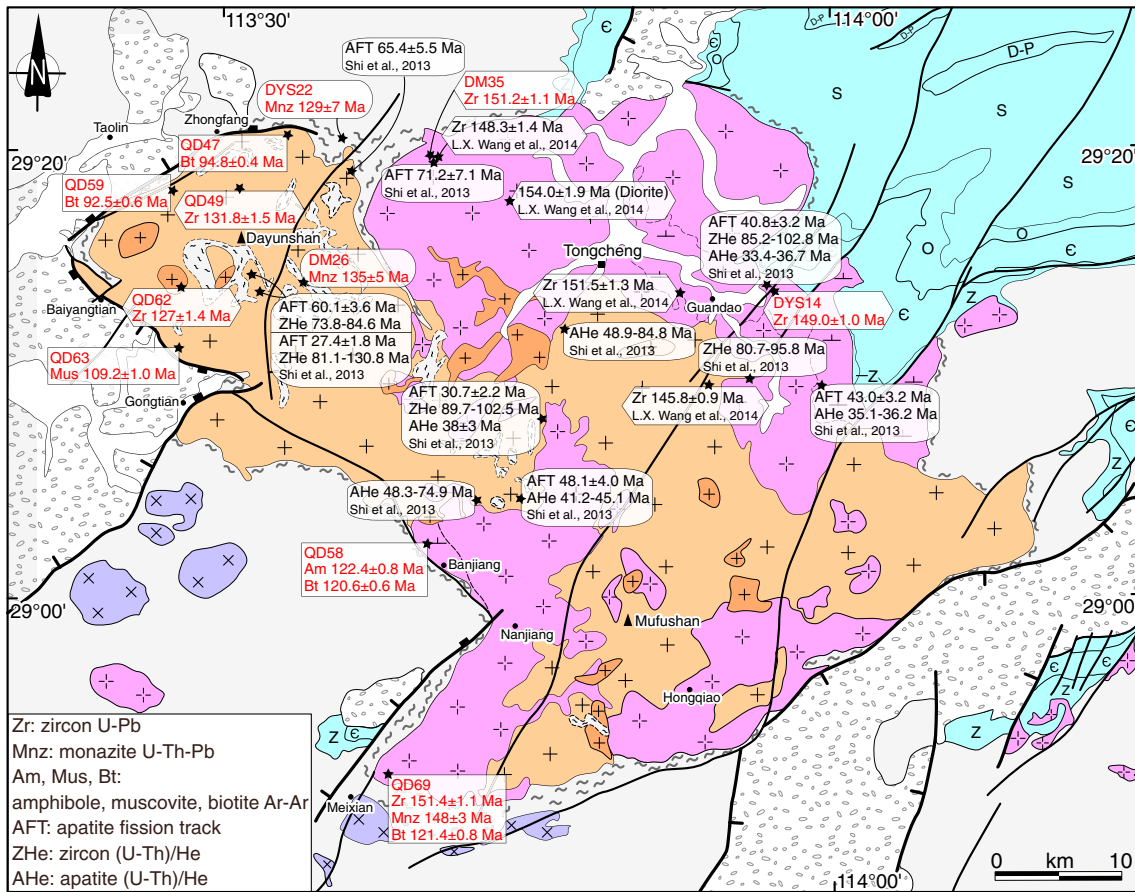 113°30'
114°00'
N
AFT 65.4±5.5 Ma
Shi et al., 2013
DYS22
Mnz 129±7 Ma
DM35
Zr 151.2±1.1 Ma
Zr 148.3±1.4 Ma
L.X. Wang et al., 2014
AFT 71.2±7.1 Ma
Shi et al., 2013
154.0±1.9 Ma (Diorite)
L.X. Wang et al., 2014
Taolin
Zhongfang
29°20'
29°20'
QD47
Bt 94.8±0.4 Ma
QD59
Bt 92.5±0.6 Ma
QD49
Zr 131.8±1.5 Ma
Dayunshan
DM26
Mnz 135±5 Ma
Tongcheng
AFT 40.8±3.2 Ma
ZHe 85.2-102.8 Ma
AHe 33.4-36.7 Ma
Shi et al., 2013
Zr 151.5±1.3 Ma
L.X. Wang et al., 2014
Guandao
DYS14
Zr 149.0±1.0 Ma
Baiyangtian
QD62
Zr 127±1.4 Ma
AFT 60.1±3.6 Ma
ZHe 73.8-84.6 Ma
AFT 27.4±1.8 Ma
ZHe 81.1-130.8 Ma
Shi et al., 2013
AHe 48.9-84.8 Ma
Shi et al., 2013
ZHe 80.7-95.8 Ma
Shi et al., 2013
QD63
Mus 109.2±1.0 Ma
Gongtian
AFT 30.7±2.2 Ma
ZHe 89.7-102.5 Ma
AHe 38±3 Ma
Shi et al., 2013
Zr 145.8±0.9 Ma
L.X. Wang et al., 2014
AFT 43.0±3.2 Ma
AHe 35.1-36.2 Ma
Shi et al., 2013
AHe 48.3-74.9 Ma
Shi et al., 2013
AFT 48.1±4.0 Ma
AHe 41.2-45.1 Ma
Shi et al., 2013
QD58
Am 122.4±0.8 Ma
Bt 120.6±0.6 Ma
Banjiang
29°00'
29°00'
Nanjiang
Mufushan
Hongqiao
Meixian
QD69
Zr 151.4±1.1 Ma
Mnz 148±3 Ma
Bt 121.4±0.8 Ma
Є
O
D-P
D-P
D-P
S
S
S
O
O
Є
Є
Z
Z
Z
Є
Z
Є
Є
Z
Z
Z
Є
Zr: zircon U-Pb
Mnz: monazite U-Th-Pb
Am, Mus, Bt:
amphibole, muscovite, biotite Ar-Ar
AFT: apatite fission track
ZHe: zircon (U-Th)/He
AHe: apatite (U-Th)/He
0 km 10
114°00'